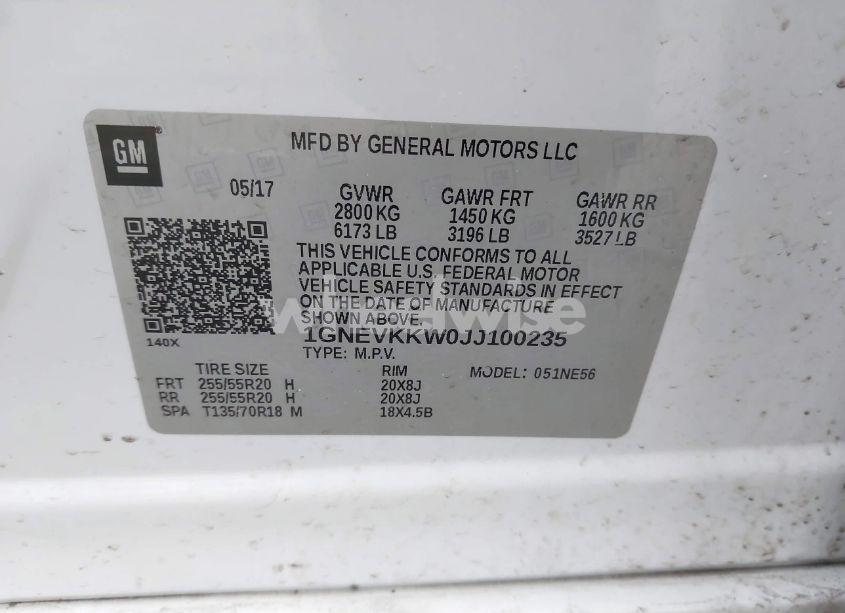 GM
MFD BY GENERAL MOTORS LLC
05/17
GVWR GAWR FRT GAWR RR
2800 KG 1450 KG 1600 KG
6173 LB 3196 LB 3527 LB
THIS VEHICLE CONFORMS TO ALL
APPLICABLE U.S. FEDERAL MOTOR
VEHICLE SAFETY STANDARDS IN EFFECT
ON THE DATE OF MANUFACTURE
SHOWN ABOVE.
1GNEVKKW0JJ100235
140X
TYPE: M.P.V.
TIRE SIZE RIM MODEL: 051NE56
FRT 255/55R20 H 20X8J
RR 255/55R20 H 20X8J
SPA T135/70R18 M 18X4.5B